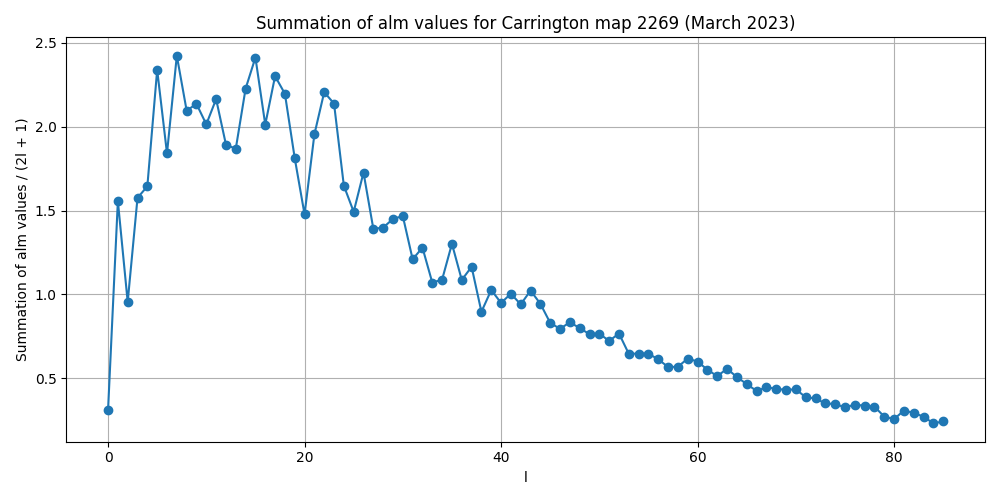 Summation of alm values for Carrington map 2269 (March 2023)
Summation of alm values / (2l + 1)
2.5
2.0
1.5
1.0
0.5
0 20 40 60 80
l